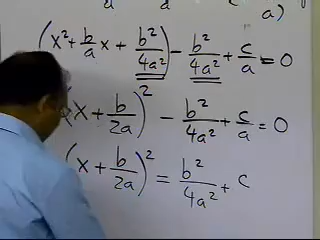 (x² + b/a x + b²/4a²) - b²/4a² + c/a = 0
(x + b/2a)² - b²/4a² + c/a = 0
(x + b/2a)² = b²/4a² + c